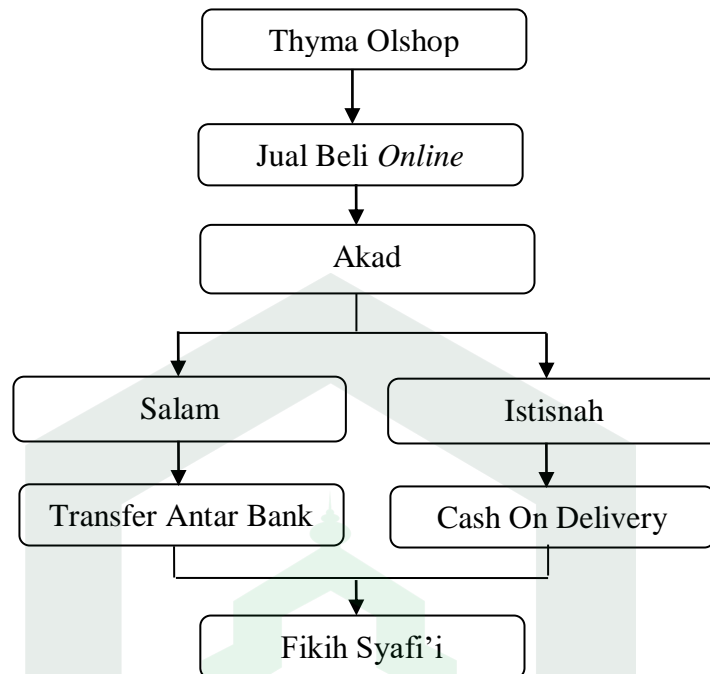 Thyma Olshop
Jual Beli Online
Akad
Salam
Istisnah
Transfer Antar Bank
Cash On Delivery
Fikih Syafi’i